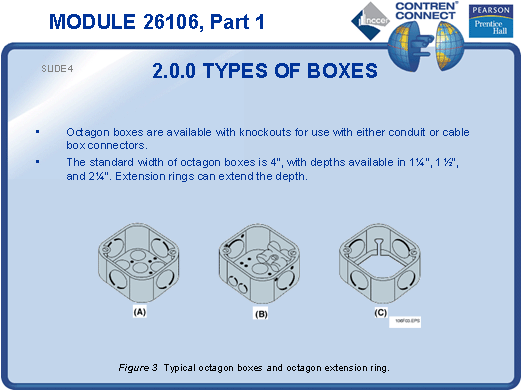 MODULE 26106, Part 1
nccer
CONTREN®
CONNECT
PEARSON
Prentice
Hall
SLIDE 4
2.0.0 TYPES OF BOXES
• Octagon boxes are available with knockouts for use with either conduit or cable
box connectors.
• The standard width of octagon boxes is 4", with depths available in 1¼", 1 ½",
and 2¼". Extension rings can extend the depth.
(A)
(B)
(C)
106F03.EPS
Figure 3 Typical octagon boxes and octagon extension ring.